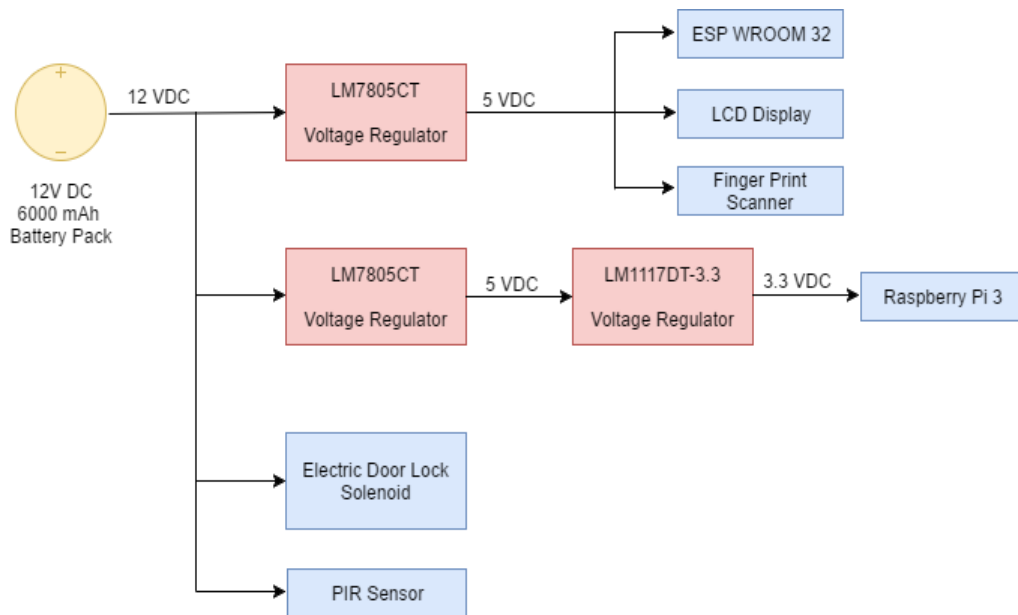 12 VDC
12V DC
6000 mAh
Battery Pack
LM7805CT
Voltage Regulator
5 VDC
ESP WROOM 32
LCD Display
Finger Print
Scanner
LM7805CT
Voltage Regulator
5 VDC
LM1117DT-3.3
Voltage Regulator
3.3 VDC
Raspberry Pi 3
Electric Door Lock
Solenoid
PIR Sensor